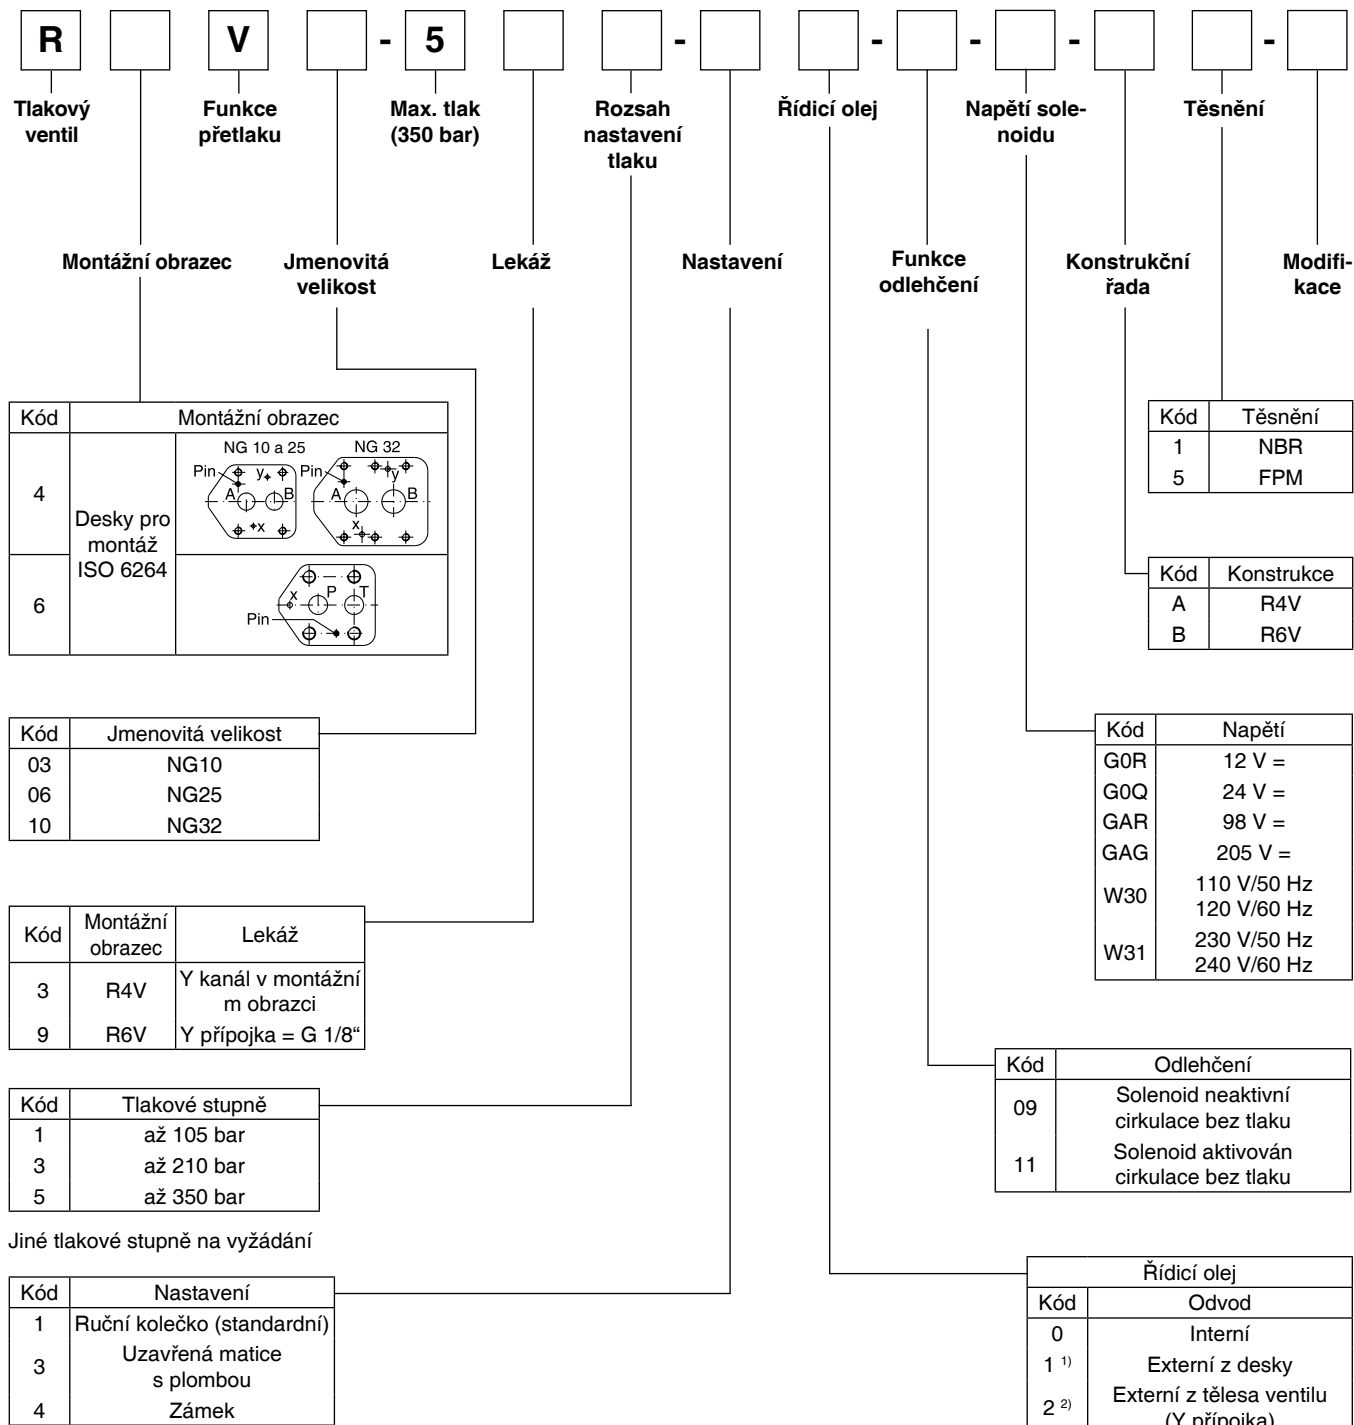 R V - 5 - - - - -
Tlakový
ventil
Funkce
přetlaku
Max. tlak
(350 bar)
Rozsah
nastavení
tlaku
Řídicí olej
Napětí sole-
noidu
Těsnění
Montážní obrazec
Jmenovitá
velikost
Lekáž
Nastavení
Funkce
odlehčení
Konstrukční
řada
Modifi-
kace
Kód Montážní obrazec
4
Desky pro
montáž
ISO 6264
NG 10 a 25 NG 32
Pin y Pin y
A B A B
x x
6
x P T
Pin
Kód Těsnění
1 NBR
5 FPM
Kód Konstrukce
A R4V
B R6V
Kód Jmenovitá velikost
03 NG10
06 NG25
10 NG32
Kód Napětí
G0R 12 V =
G0Q 24 V =
GAR 98 V =
GAG 205 V =
W30 110 V/50 Hz
120 V/60 Hz
W31 230 V/50 Hz
240 V/60 Hz
Kód Montážní
obrazec Lekáž
3 R4V Y kanál v montážní
m obrazci
9 R6V Y přípojka = G 1/8“
Kód Odlehčení
09 Solenoid neaktivní
cirkulace bez tlaku
11 Solenoid aktivován
cirkulace bez tlaku
Kód Tlakové stupně
1 až 105 bar
3 až 210 bar
5 až 350 bar
Jiné tlakové stupně na vyžádání
Kód Nastavení
1 Ruční kolečko (standardní)
3 Uzavřená matice
s plombou
4 Zámek
Řídicí olej
Kód Odvod
0 Interní
1 1) Externí z desky
2 2) Externí z tělesa ventilu
(Y přípojka)